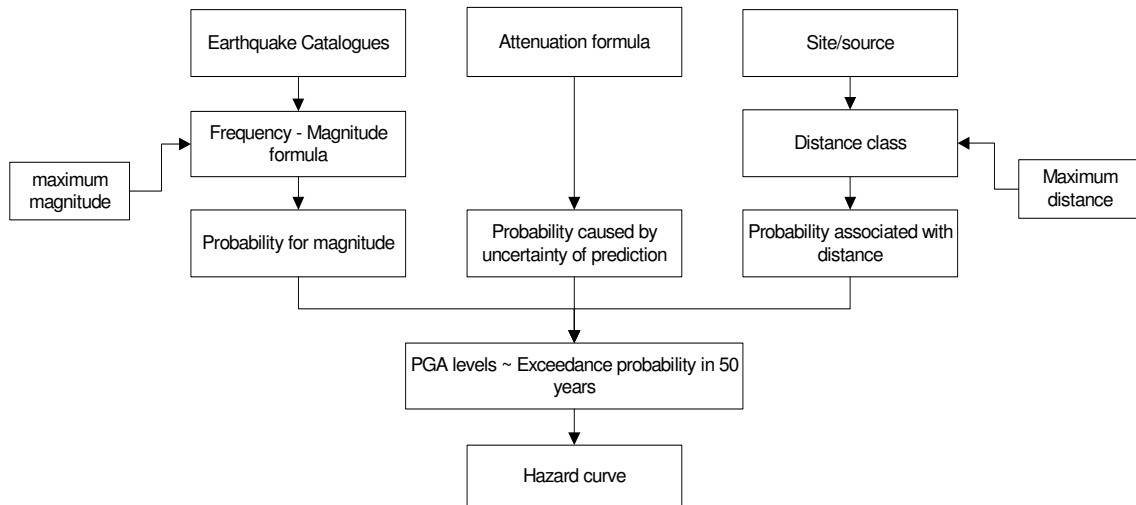 Earthquake Catalogues
Attenuation formula
Site/source
Frequency - Magnitude
formula
Distance class
maximum
magnitude
Maximum
distance
Probability for magnitude
Probability caused by
uncertainty of prediction
Probability associated with
distance
PGA levels ~ Exceedance probability in 50
years
Hazard curve